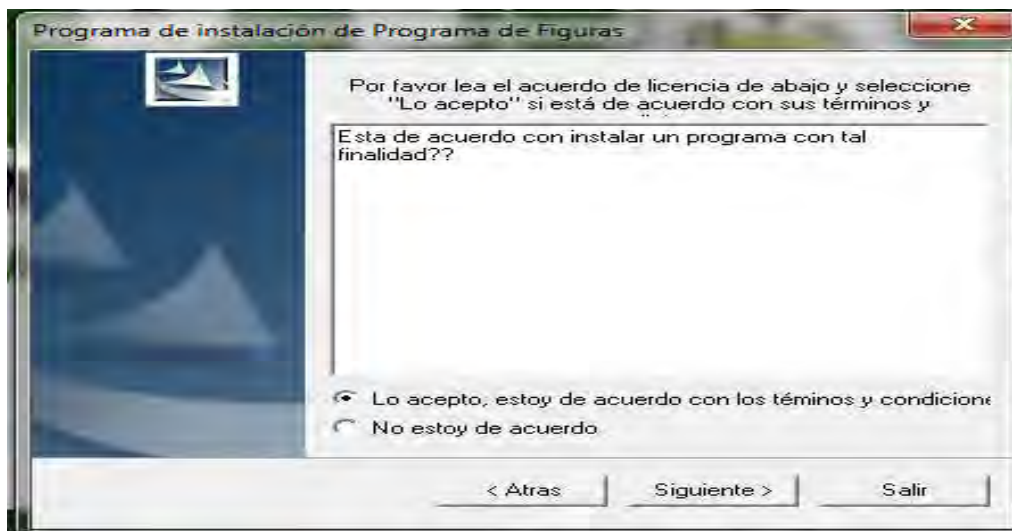 Programa de instalación de Programa de Figuras
Por favor lea el acuerdo de licencia de abajo y seleccione
"Lo acepto" si está de acuerdo con sus términos y
Esta de acuerdo con instalar un programa con tal
finalidad??
Lo acepto, estoy de acuerdo con los téminos y condicione
No estoy de acuerdo
< Atras
Siguiente >
Salir